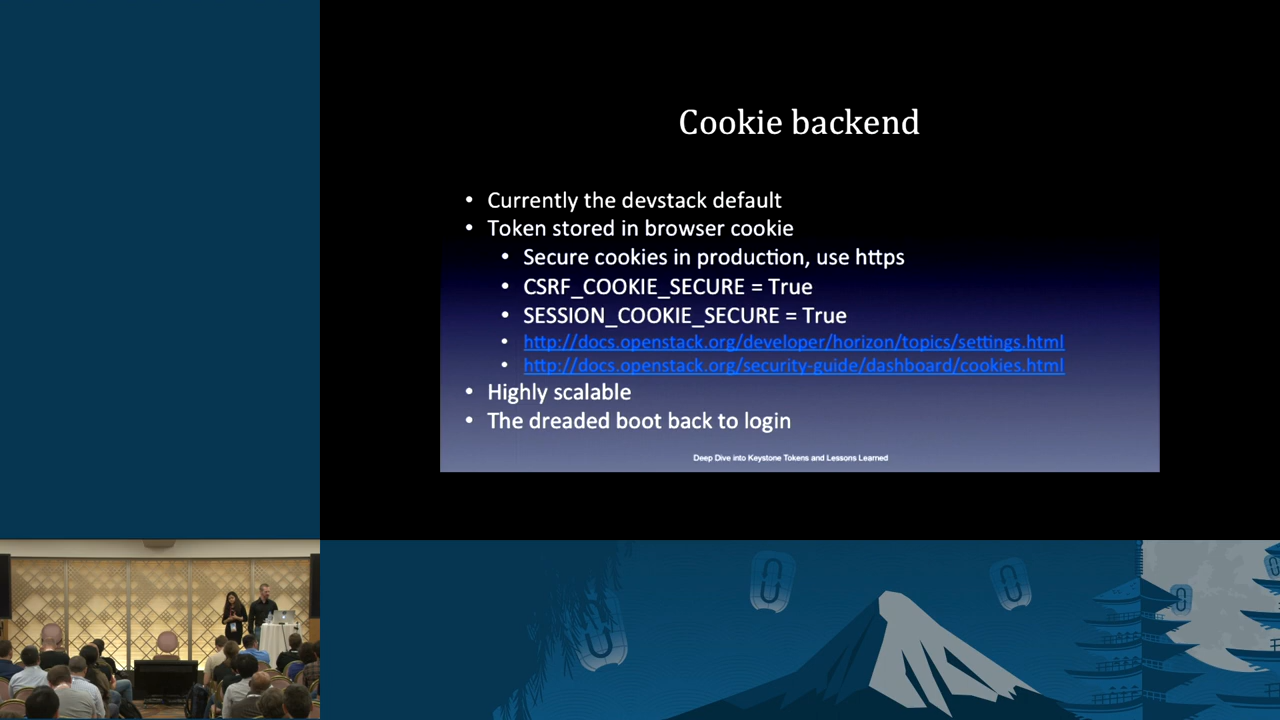 Cookie backend
• Currently the devstack default
• Token stored in browser cookie
• Secure cookies in production, use https
• CSRF_COOKIE_SECURE = True
• SESSION_COOKIE_SECURE = True
• http://docs.openstack.org/developer/horizon/topics/settings.html
• http://docs.openstack.org/security-guide/dashboard/cookies.html
• Highly scalable
• The dreaded boot back to login
Deep Dive into Keystone Tokens and Lessons Learned